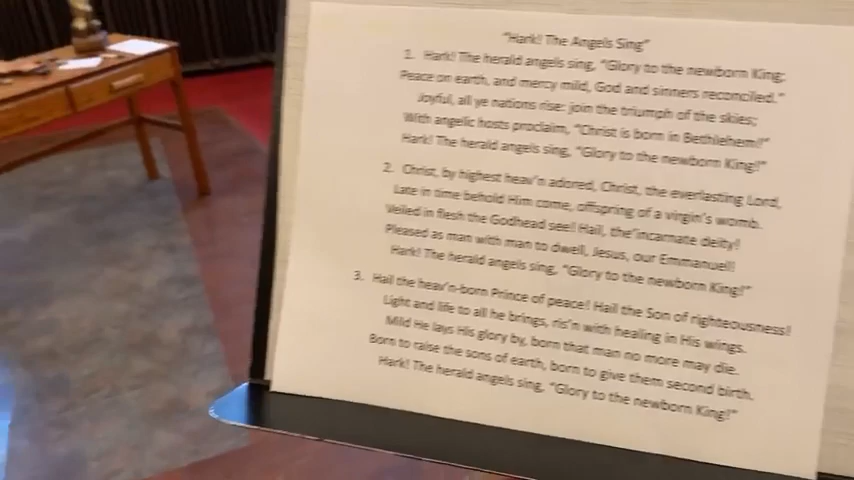 "Hark! The Angels Sing"
1. Hark! The herald angels sing, "Glory to the newborn King;
Peace on earth, and mercy mild, God and sinners reconciled."
Joyful, all ye nations rise; join the triumph of the skies;
With angelic hosts proclaim, "Christ is born in Bethlehem!"
Hark! The herald angels sing, "Glory to the newborn King!"
2. Christ, by highest heav'n adored, Christ, the everlasting Lord,
Late in time behold Him come, offspring of a virgin's womb.
Veiled in flesh the Godhead see! Hail, the'incarnate deity!
Pleased as man with man to dwell, Jesus, our Emmanuel!
Hark! The herald angels sing, "Glory to the newborn King!"
3. Hail the heav'n-born Prince of peace! Hail the Son of righteousness!
Light and life to all he brings, ris'n with healing in His wings.
Mild He lays His glory by, born that man no more may die.
Born to raise the sons of earth, born to give them second birth.
Hark! The herald angels sing, "Glory to the newborn King!"